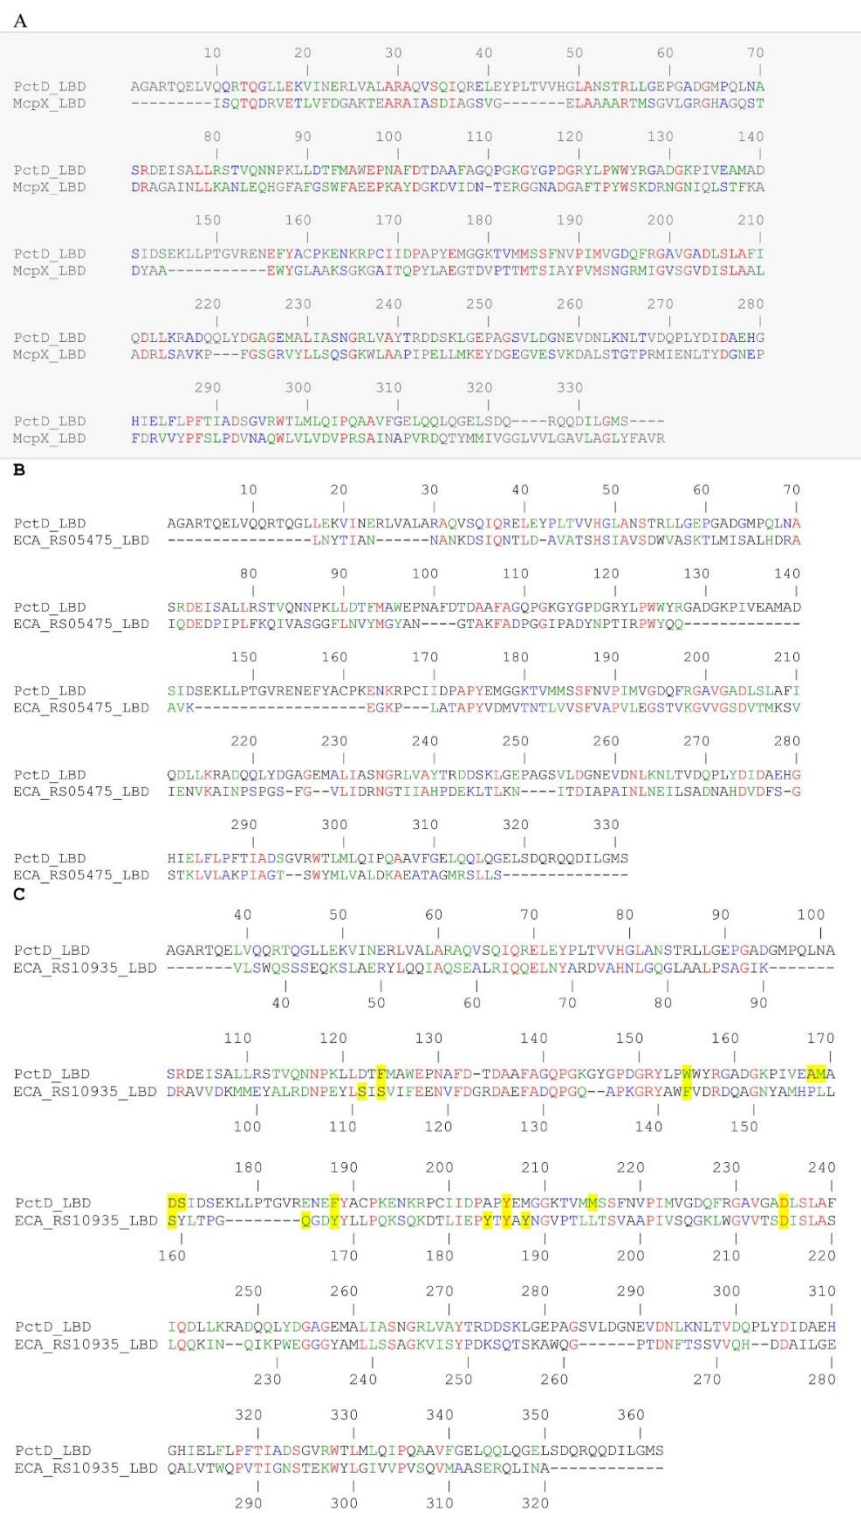 A
10 20 30 40 50 60 70
PctD_LBD AGARTQELVQQRTQGLLEKVINERLVALARAQVSQIQRELEYPLTVVHGLANSTRLLGEPGADGMPQLNA
McpX_LBD ---------ISQTQDRVETLVFDGAKTEARAIASDIAGSVG-------ELAAAARTMSGVLGRGHAGQST
80 90 100 110 120 130 140
PctD_LBD SRDEISALLRSTVQNNPKLLDTFMAWEPNAFDTDAAFAGQPGKGYGPDGRYLPWWYRGADGKPIVEAMAD
McpX_LBD DRAGAINLLKANLEQHGFAFGSWFAEEPKAYDGKDVIDN-TERGGNADGAFTPYWSKDRNGNIQLSTFKA
150 160 170 180 190 200 210
PctD_LBD SIDSEKLLPTGVRENEFYACPKENKRPCIIDPAPYEMGGKTVMMSSFNVPIMVGDQFRGAVGADLSLAFI
McpX_LBD DYAA-----------EWYGLAAKSGKGAITQPYLAEGTDVPTTMTSIAYPVMSNGRMIGVSGVDISLAAL
220 230 240 250 260 270 280
PctD_LBD QDLLKRADQQLYDGAGEMALIASNGRLVAYTRDDSKLGEPAGSVLDGNEVDNLKNLTVDQPLYDIDAEHG
McpX_LBD ADRLSAVKP---FGSGRVYLLSQSGKWLAAPIPELLMKEYDGEGVESVKDALSTGTPRMIENLTYDGNEP
290 300 310 320 330
PctD_LBD HIELFLPFTIADSGVRWTLMLQIPQAAVFGELQQLQGELSDQ----RQQDILGMS----
McpX_LBD FDRVVYPFSLPDVNAQWLVLVDVPRSAINAPVRDQTYMMIVGGLVVLGAVLAGLYFAVR
B
10 20 30 40 50 60 70
PctD_LBD AGARTQELVQQRTQGLLEKVINERLVALARAQVSQIQRELEYPLTVVHGLANSTRLLGEPGADGMPQLNA
ECA_RS05475_LBD ----------------LNYTIAN------NANKDSIQNTLD-AVATSHSIAVSDWVASKTLMISALHDRA
80 90 100 110 120 130 140
PctD_LBD SRDEISALLRSTVQNNPKLLDTFMAWEPNAFDTDAAFAGQPGKGYGPDGRYLPWWYRGADGKPIVEAMAD
ECA_RS05475_LBD IQDEDPIPLFKQIVASGGFLNVYMGYAN----GTAKFADPGGIPADYNPTIRPWYQQ-------------
150 160 170 180 190 200 210
PctD_LBD SIDSEKLLPTGVRENEFYACPKENKRPCIIDPAPYEMGGKTVMMSSFNVPIMVGDQFRGAVGADLSLAFI
ECA_RS05475_LBD AVK-------------------EGKP--LATAPYVDMVTNTLVVSFVAPVLEGSTVKGVVGSDVTMKSV
220 230 240 250 260 270 280
PctD_LBD QDLLKRADQQLYDGAGEMALIASNGRLVAYTRDDSKLGEPAGSVLDGNEVDNLKNLTVDQPLYDIDAEHG
ECA_RS05475_LBD IENVKAINPSPGS-FG--VLIDRNGTIIAHPDEKLTLKN----ITDIAPAINLNEILSADNAHDVDFS-G
290 300 310 320 330
PctD_LBD HIELFLPFTIADSGVRWTLMLQIPQAAVFGELQQLQGELSDQRQQDILGMS
ECA_RS05475_LBD STKLVLAKPIAGT--SWYMLVALDKAEATAGMRSLLS--------------
C
40 50 60 70 80 90 100
PctD_LBD AGARTQELVQQRTQGLLEKVINERLVALARAQVSQIQRELEYPLTVVHGLANSTRLLGEPGADGMPQLNA
ECA_RS10935_LBD -------VLSWQSSSEQKSLAERYLQQIAQSEALRIQQELNYARDVAHNLGQGLAALPSAGIK-------
40 50 60 70 80 90
110 120 130 140 150 160 170
PctD_LBD SRDEISALLRSTVQNNPKLLDTFMAWEPNAFD-TDAAFAGQPGKGYGPDGRYLPWWYRGADGKPIVEAMA
ECA_RS10935_LBD DRAVVDKMMEYALRDNPEYLSISVIFEENVFDGRDAEFADQPGQ--APKGRYAWFVDRDQAGNYAMHPLL
100 110 120 130 140 150
180 190 200 210 220 230 240
PctD_LBD DSIDSEKLLPTGVRENEFYACPKENKRPCIIDPAPYEMGGKTVMMSSFNVPIMVGDQFRGAVGADLSLAF
ECA_RS10935_LBD SYLTPG--------QGDYYLLPQKSQKDTLIEPYTYAYNGVPTLLTSVAAPIVSQGKLWGVVTSDISLAS
160 170 180 190 200 210 220
250 260 270 280 290 300 310
PctD_LBD IQDLLKRADQQLYDGAGEMALIASNGRLVAYTRDDSKLGEPAGSVLDGNEVDNLKNLTVDQPLYDIDAEH
ECA_RS10935_LBD LQQKIN--QIKPWEGGGYAMLLSSAGKVISYPDKSQTSKAWQG------PTDNFTSSVVQH--DDAILGE
230 240 250 260 270 280
320 330 340 350 360
PctD_LBD GHIELFLPFTIADSGVRWTLMLQIPQAAVFGELQQLQGELSDQRQQDILGMS
ECA_RS10935_LBD QALVTWQPVTIGNSTEKWYLGIVVPVSQVMAASERQLINA------------
290 300 310 320